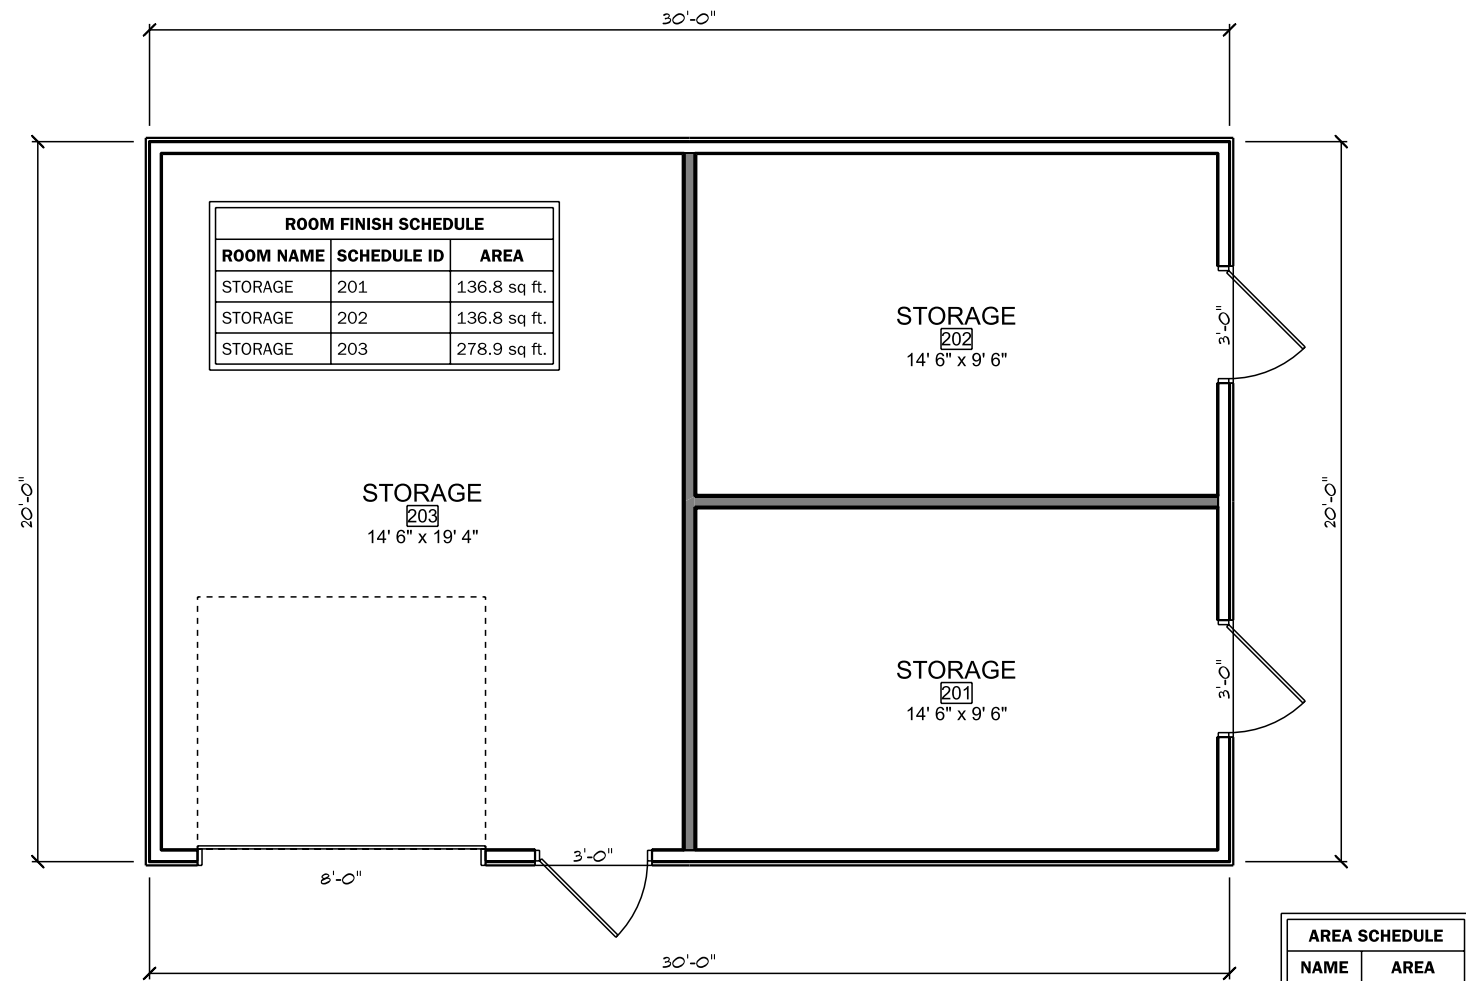 30'-0"
ROOM FINISH SCHEDULE
ROOM NAME SCHEDULE ID AREA
STORAGE 201 136.8 sq ft.
STORAGE 202 136.8 sq ft.
STORAGE 203 278.9 sq ft.
STORAGE
202
14' 6" x 9' 6"
3'-0"
20'-0"
STORAGE
203
14' 6" x 19' 4"
20'-0"
STORAGE
201
14' 6" x 9' 6"
3'-0"
3'-0"
8'-0"
30'-0"
AREA SCHEDULE
NAME AREA